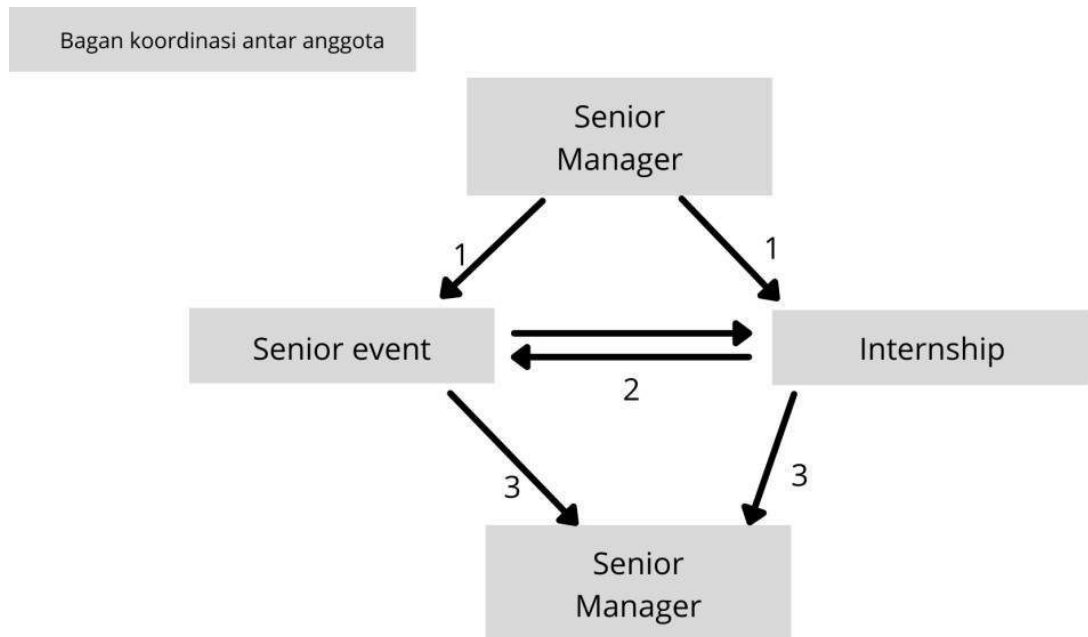 Bagan koordinasi antar anggota
Senior
Manager
1
1
Senior event
Internship
2
3
3
Senior
Manager